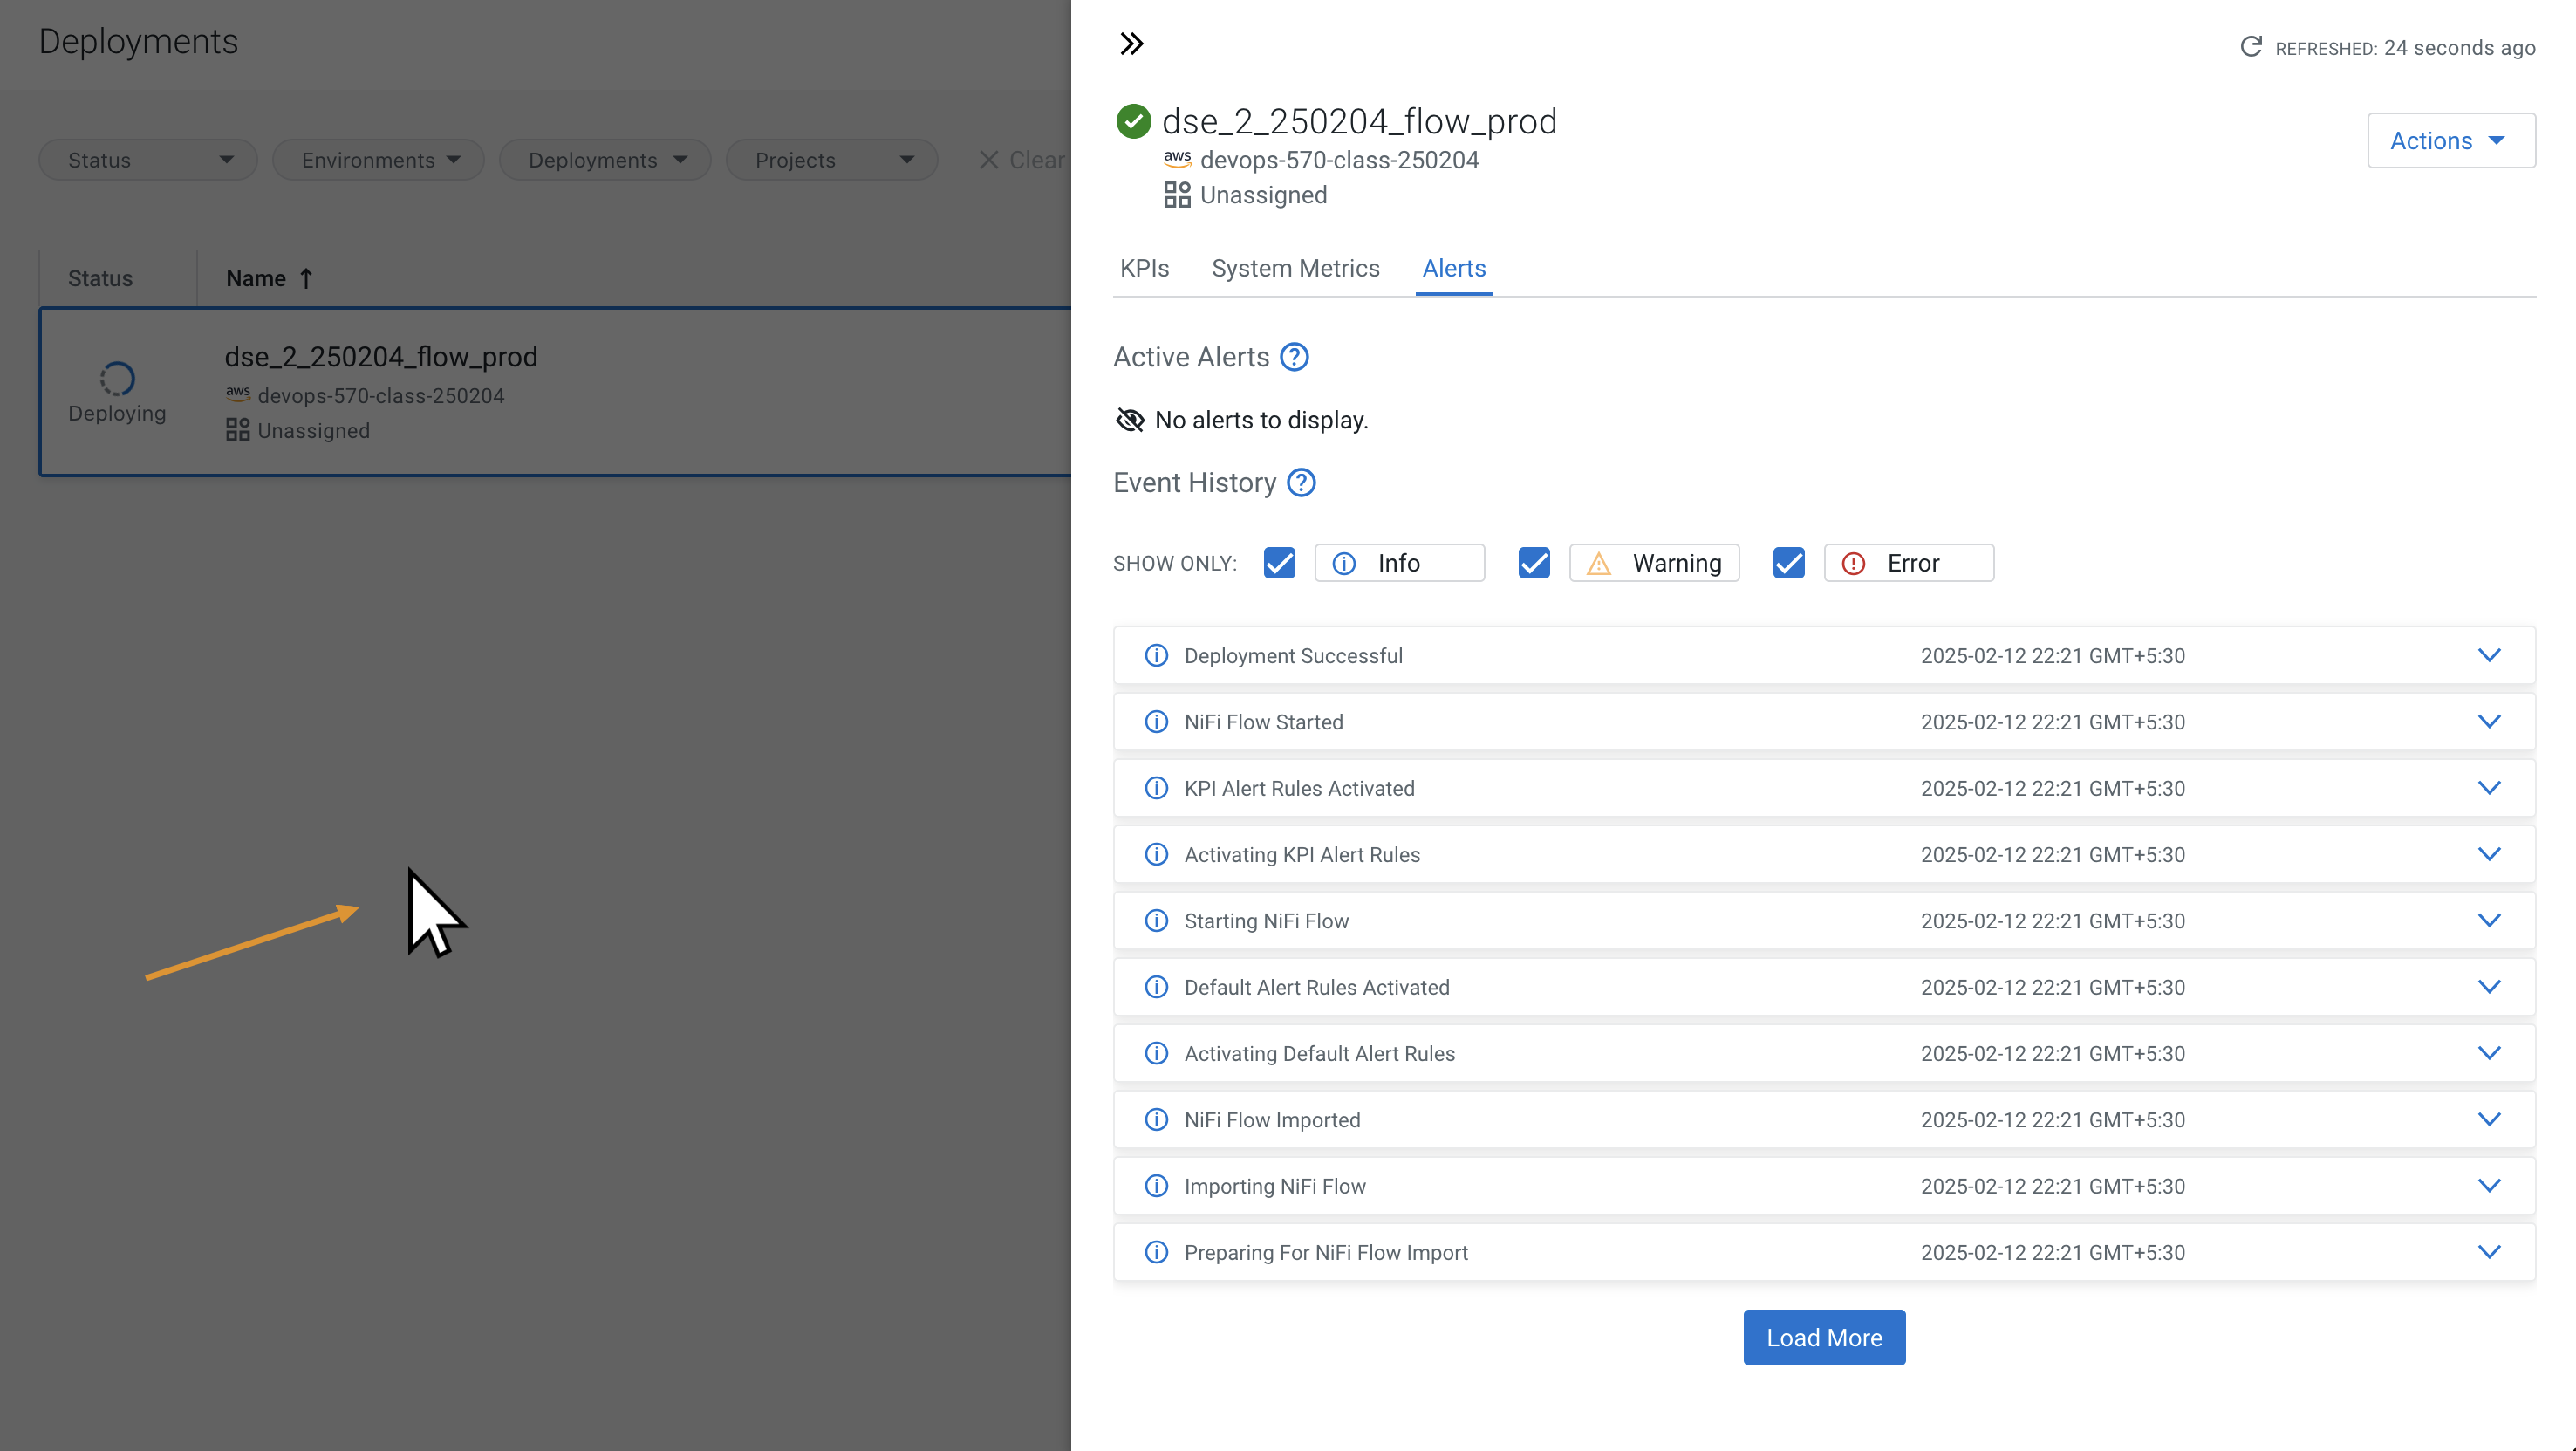 Deployments
Status
Environments
Deployments
Projects
Clear
Status
Name
Deploying
dse_2_250204_flow_prod
aws devops-570-class-250204
Unassigned
REFRESHED: 24 seconds ago
dse_2_250204_flow_prod
aws devops-570-class-250204
Unassigned
Actions
KPIs
System Metrics
Alerts
Active Alerts
No alerts to display.
Event History
SHOW ONLY:
Info
Warning
Error
Deployment Successful 2025-02-12 22:21 GMT+5:30
NiFi Flow Started 2025-02-12 22:21 GMT+5:30
KPI Alert Rules Activated 2025-02-12 22:21 GMT+5:30
Activating KPI Alert Rules 2025-02-12 22:21 GMT+5:30
Starting NiFi Flow 2025-02-12 22:21 GMT+5:30
Default Alert Rules Activated 2025-02-12 22:21 GMT+5:30
Activating Default Alert Rules 2025-02-12 22:21 GMT+5:30
NiFi Flow Imported 2025-02-12 22:21 GMT+5:30
Importing NiFi Flow 2025-02-12 22:21 GMT+5:30
Preparing For NiFi Flow Import 2025-02-12 22:21 GMT+5:30
Load More